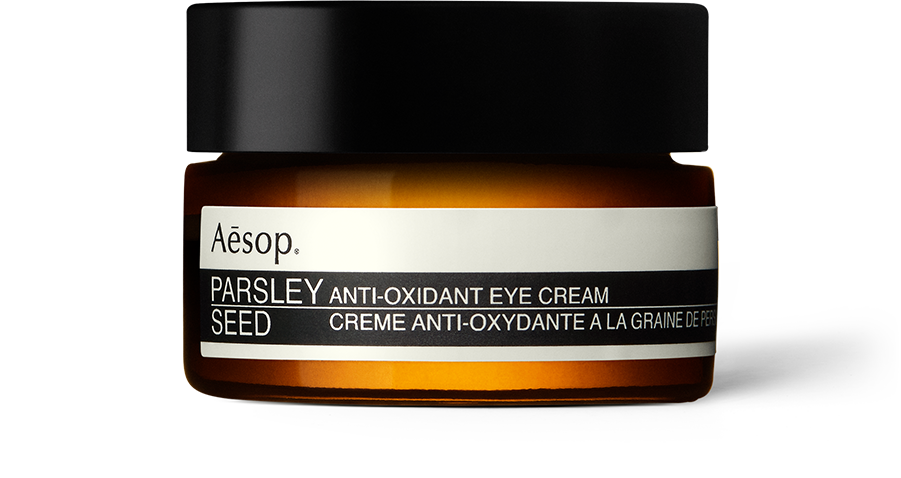 Aēsop.®
PARSLEY SEED
ANTI-OXIDANT EYE CREAM
CREME ANTI-OXYDANTE A LA GRAINE DE